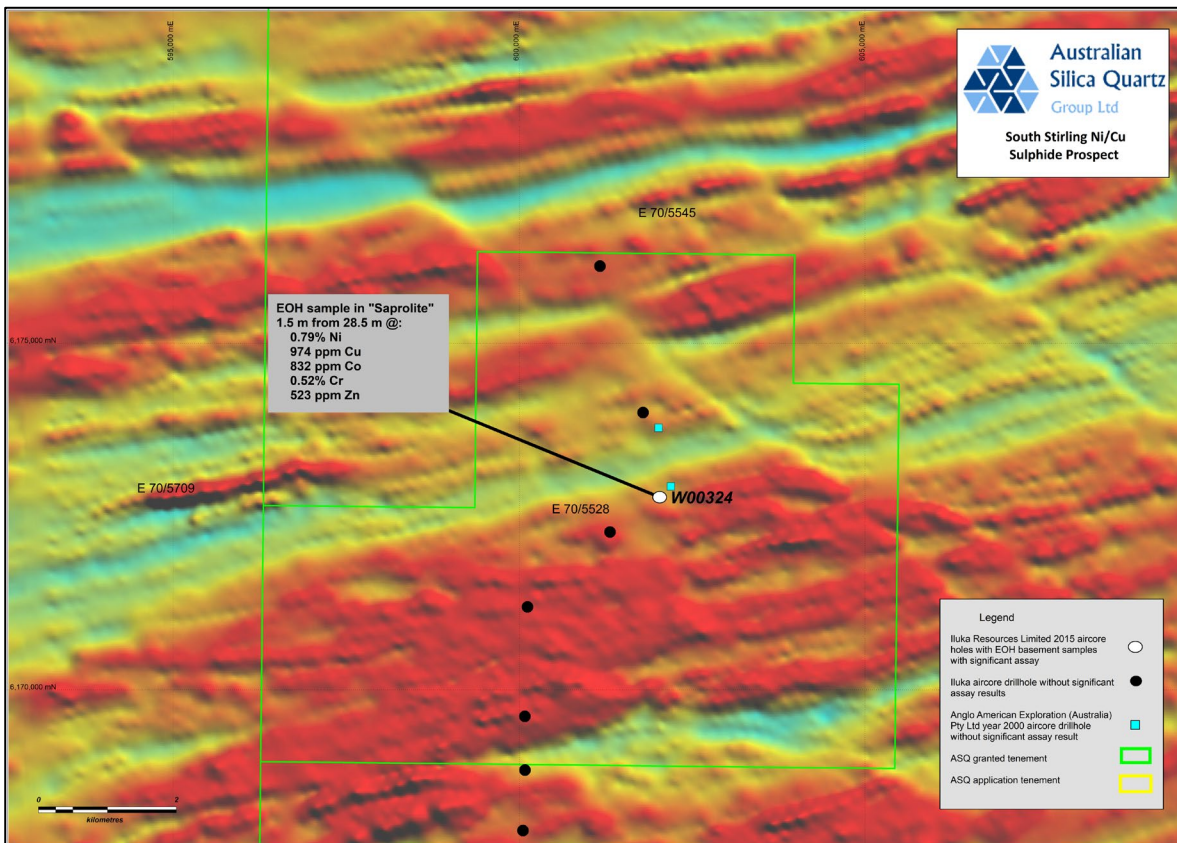 595,000 mE
600,000 mE
605,000 mE
Australian
Silica Quartz
Group Ltd
South Stirling Ni/Cu
Sulphide Prospect
E 70/5545
EOH sample in "Saprolite"
1.5 m from 28.5 m @:
0.79% Ni
974 ppm Cu
832 ppm Co
0.52% Cr
523 ppm Zn
6,175,000 mN
E 70/5709
W00324
E 70/5528
6,170,000 mN
Legend
Iluka Resources Limited 2015 aircore
holes with EOH basement samples
with significant assay
Iluka aircore drillhole without significant
assay results
Anglo American Exploration (Australia)
Pty Ltd year 2000 aircore drillhole
without significant assay result
ASQ granted tenement
ASQ application tenement
0 2
kilometres